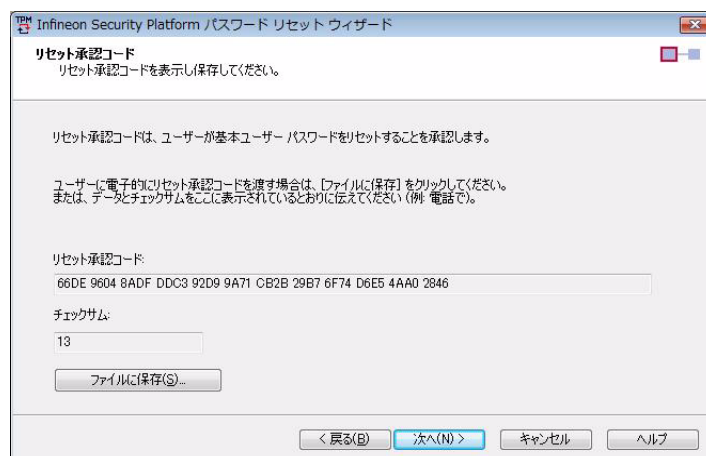 Infineon Security Platform パスワード リセット ウィザード
リセット承認コード
リセット承認コードを表示し保存してください。
リセット承認コードは、ユーザーが基本ユーザー パスワードをリセットすることを承認します。
ユーザーに電子的にリセット承認コードを渡す場合は、[ファイルに保存] をクリックしてください。
または、データとチェックサムをここに表示されているとおりに伝えてください (例: 電話で)。
リセット承認コード:
66DE 9604 8ADF DDC3 92D9 9A71 CB2B 29B7 6F74 D6E5 4AA0 2846
チェックサム:
13
ファイルに保存(S)...
< 戻る(B) 次へ(N) > キャンセル ヘルプ